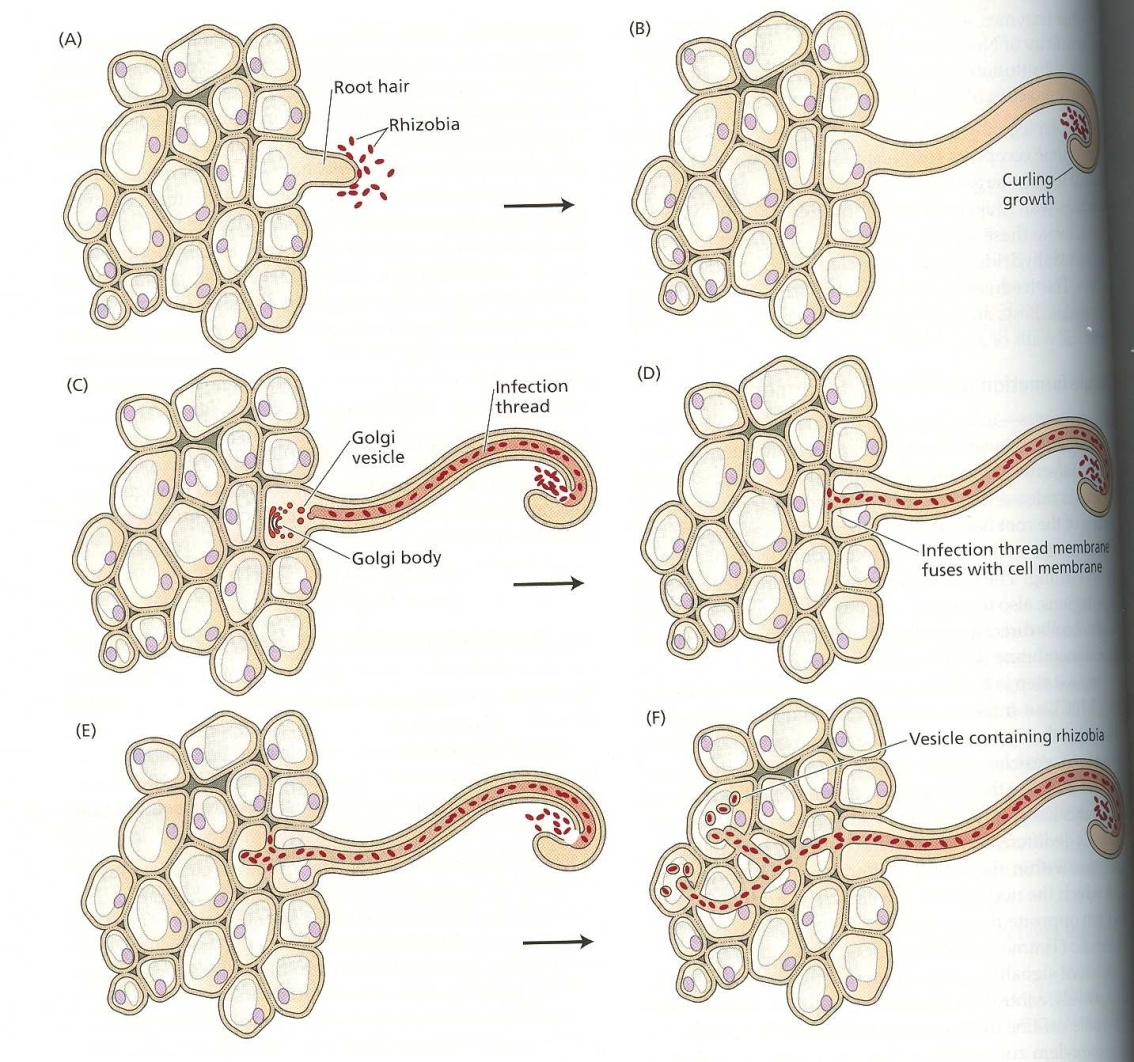 (A)
Root hair
Rhizobia
(B)
Curling
growth
(C)
Infection
thread
Golgi
vesicle
Golgi body
(D)
Infection thread membrane
fuses with cell membrane
(E)
(F)
Vesicle containing rhizobia